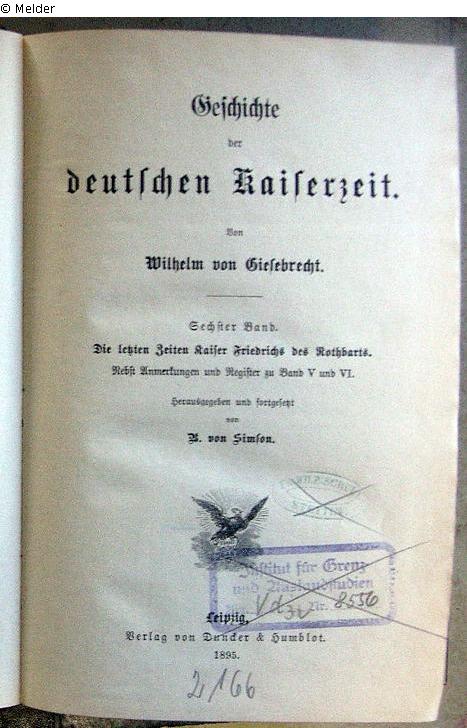 © Melder
Geschichte
der
deutschen Kaiserzeit.
Von
Wilhelm von Giesebrecht.
Sechster Band.
Die letzten Zeiten Kaiser Friedrichs des Rothbarts.
Nebst Anmerkungen und Register zu Band V und VI.
Herausgegeben und fortgesetzt
von
B. von Simson.
Institut für Grenz
und Auslandstudien
Nr. 8556
Leipzig,
Verlag von Duncker & Humblot.
1895.
2166